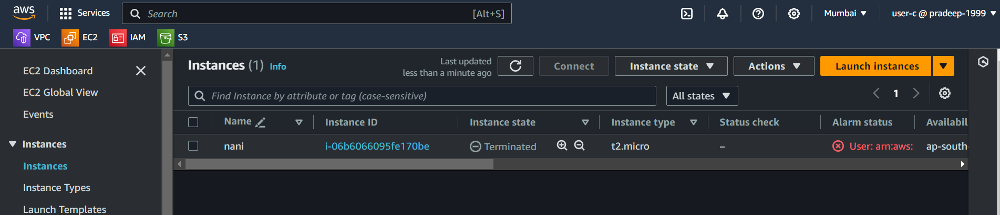 aws
Services
Search
[Alt+S]
Mumbai
user-c @ pradeep-1999
VPC
EC2
IAM
S3
EC2 Dashboard
EC2 Global View
Events
Instances
Instances
Instance Types
Launch Templates
Instances (1) Info
Last updated
less than a minute ago
Connect
Instance state
Actions
Launch instances
Find Instance by attribute or tag (case-sensitive)
All states
1
Name
Instance ID
Instance state
Instance type
Status check
Alarm status
Availabil
nani
i-06b6066095fe170be
Terminated
t2.micro
–
User: arn:aws:
ap-south-